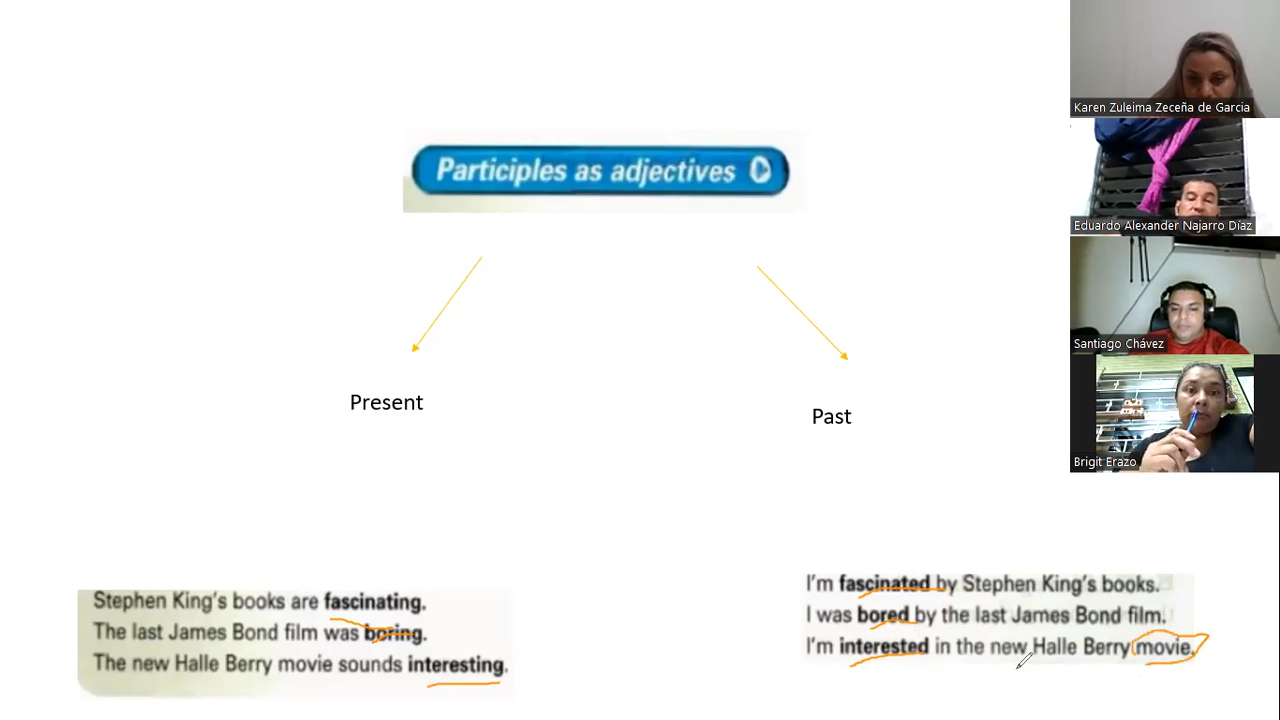 Participles as adjectives
Present
Past
Stephen King's books are fascinating.
The last James Bond film was boring.
The new Halle Berry movie sounds interesting.
I'm fascinated by Stephen King's books.
I was bored by the last James Bond film.
I'm interested in the new Halle Berry movie.
Karen Zuleima Zeceña de Garcia
Eduardo Alexander Najarro Diaz
Santiago Chávez
Brigit Erazo